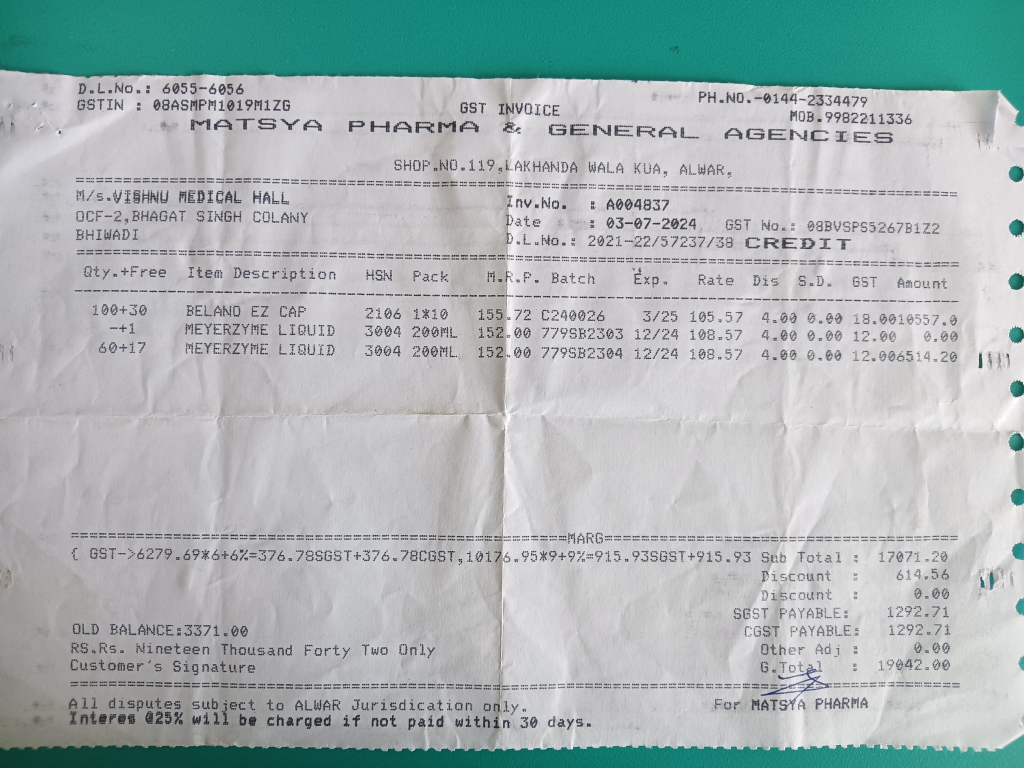 D.L.No.: 6055-6056
GSTIN : 08ASMPM1019M1ZG GST INVOICE PH.NO.-0144-2334479
MOB.9982211336
MATSYA PHARMA & GENERAL AGENCIES
SHOP.NO.119,LAKHANDA WALA KUA, ALWAR,
M/s.VISHNU MEDICAL HALL Inv.No. : A004837
OCF-2,BHAGAT SINGH COLANY Date : 03-07-2024 GST No.: 08BVSPS5267B1Z2
BHIWADI D.L.No.: 2021-22/57237/38 CREDIT
Qty.+Free Item Description HSN Pack M.R.P. Batch Exp. Rate Dis S.D. GST Amount
100+30 BELANO EZ CAP 2106 1*10 155.72 C240026 3/25 105.57 4.00 0.00 18.0010557.0
-+1 MEYERZYME LIQUID 3004 200ML 152.00 779SB2303 12/24 108.57 4.00 0.00 12.00 0.00
60+17 MEYERZYME LIQUID 3004 200ML 152.00 779SB2304 12/24 108.57 4.00 0.00 12.006514.20
MARG
{ GST->6279.69*6+6%=376.78SGST+376.78CGST,10176.95*9+9%=915.93SGST+915.93 Sub Total : 17071.20
Discount : 614.56
Discount : 0.00
SGST PAYABLE: 1292.71
OLD BALANCE:3371.00 CGST PAYABLE: 1292.71
RS.Rs. Nineteen Thousand Forty Two Only Other Adj : 0.00
Customer's Signature G.Total : 19042.00
All disputes subject to ALWAR Jurisdication only. For MATSYA PHARMA
Interes @25% will be charged if not paid within 30 days.